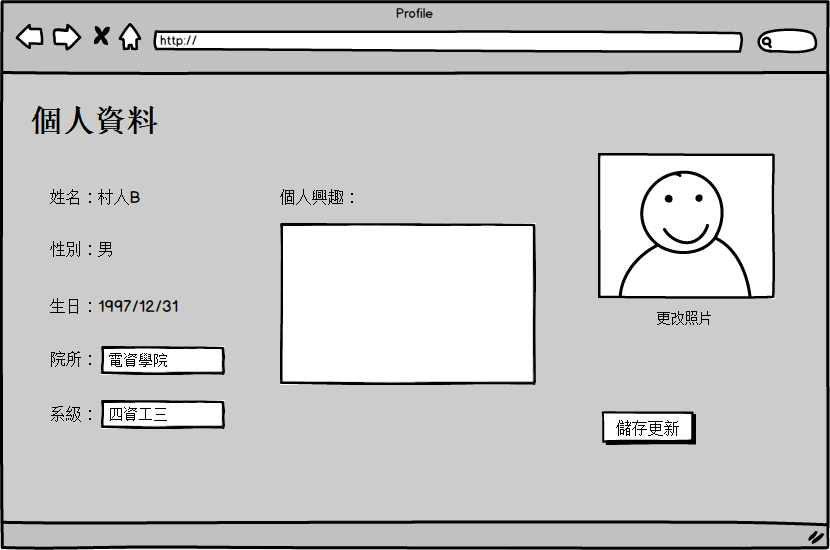 Profile
http://
個人資料
姓名：村人B
性別：男
生日：1997/12/31
院所：電資學院
系級：四資工三
個人興趣：
更改照片
儲存更新